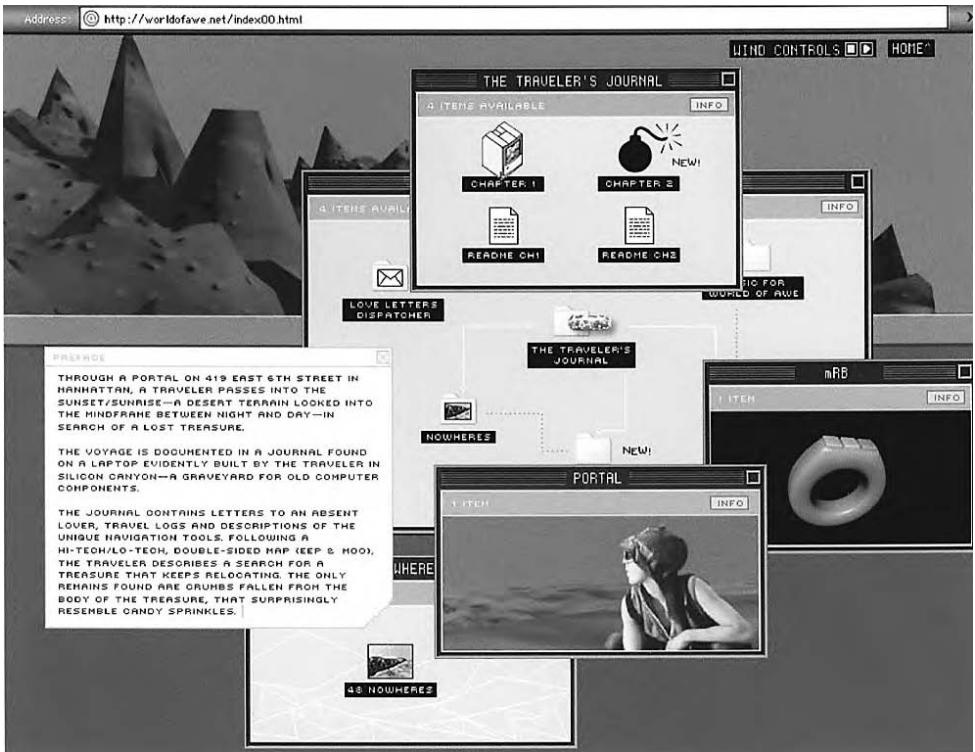 Address: @ http://worldofawe.net/index00.html
WIND CONTROLS HOME^
THE TRAVELER'S JOURNAL
4 ITEMS AVAILABLE INFO
CHAPTER 1
CHAPTER 2
NEW!
README CH1
README CH2
4 ITEMS AVAIL
INFO
LOVE LETTERS
DISPATCHER
SIC FOR
WORLD OF AWE
THE TRAVELER'S
JOURNAL
NOWHERES
NEW!
PREFACE
THROUGH A PORTAL ON 419 EAST 6TH STREET IN
MANHATTAN, A TRAVELER PASSES INTO THE
SUNSET/SUNRISE—A DESERT TERRAIN LOOKED INTO
THE MINDFRAME BETWEEN NIGHT AND DAY—IN
SEARCH OF A LOST TREASURE.
THE VOYAGE IS DOCUMENTED IN A JOURNAL FOUND
ON A LAPTOP EVIDENTLY BUILT BY THE TRAVELER IN
SILICON CANYON—A GRAVEYARD FOR OLD COMPUTER
COMPONENTS.
THE JOURNAL CONTAINS LETTERS TO AN ABSENT
LOVER, TRAVEL LOGS AND DESCRIPTIONS OF THE
UNIQUE NAVIGATION TOOLS. FOLLOWING A
HI-TECH/LO-TECH, DOUBLE-SIDED MAP (EEP & MOO),
THE TRAVELER DESCRIBES A SEARCH FOR A
TREASURE THAT KEEPS RELOCATING. THE ONLY
REMAINS FOUND ARE CRUMBS FALLEN FROM THE
BODY OF THE TREASURE, THAT SURPRISINGLY
RESEMBLE CANDY SPRINKLES.
mRB
1 ITEM INFO
PORTAL
1 ITEM INFO
WHERE
48 NOWHERES